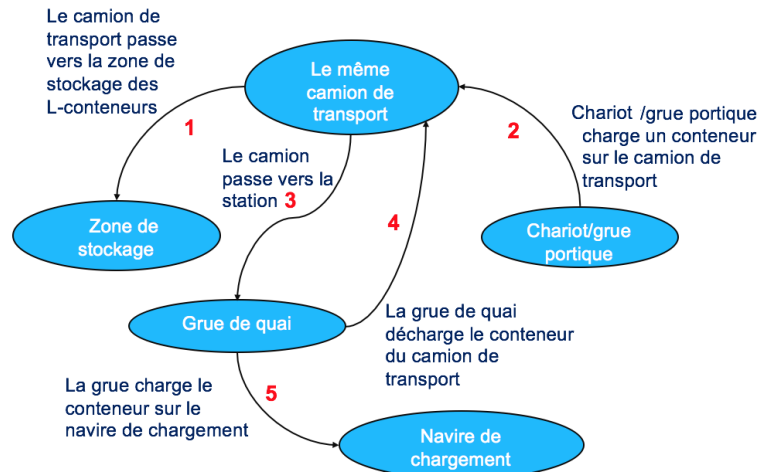 Le camion de
transport passe
vers la zone de
stockage des
L-conteneurs
1
Le même
camion de
transport
2
Chariot /grue portique
charge un conteneur
sur le camion de
transport
Le camion
passe vers la
station 3
4
Zone de
stockage
Chariot/grue
portique
Grue de quai
La grue de quai
décharge le conteneur
du camion de
transport
La grue charge le
conteneur sur le
navire de chargement
5
Navire de
chargement